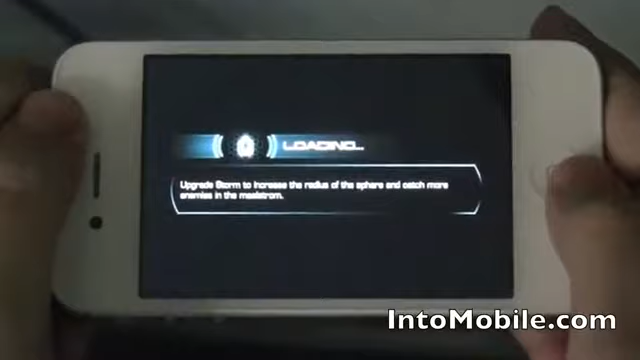 LOADING...
Upgrade Storm to increase the radius of the sphere and catch more
enemies in the maelstrom.
IntoMobile.com